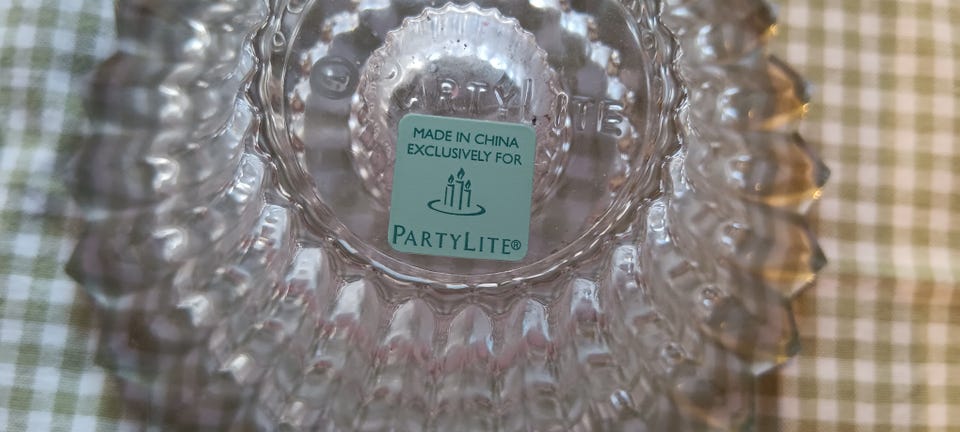 PARTYLITE
MADE IN CHINA
EXCLUSIVELY FOR
PARTYLITE®